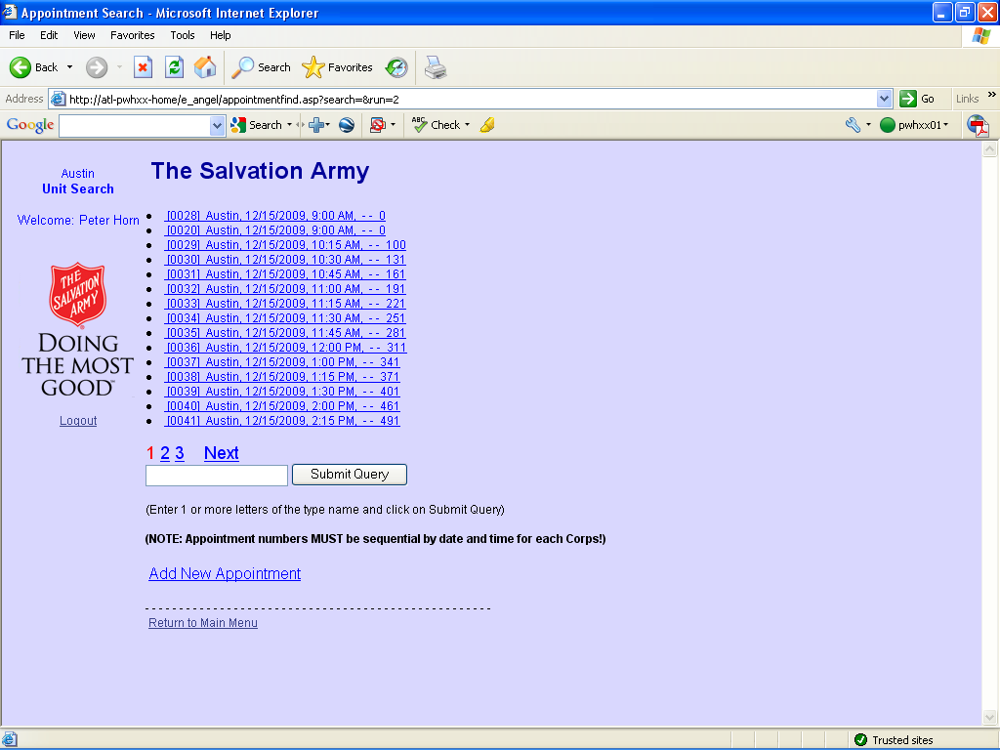 Appointment Search - Microsoft Internet Explorer
File Edit View Favorites Tools Help
Back Search Favorites
Address http://atl-pwhxx-home/e_angel/appointmentfind.asp?search=&run=2 Go Links »
Google Search Check pwhxx01
Austin
Unit Search
Welcome: Peter Horn
THE SALVATION ARMY
DOING
THE MOST
GOOD™
Logout
The Salvation Army
[0028] Austin, 12/15/2009, 9:00 AM, - - 0
[0020] Austin, 12/15/2009, 9:00 AM, - - 0
[0029] Austin, 12/15/2009, 10:15 AM, - - 100
[0030] Austin, 12/15/2009, 10:30 AM, - - 131
[0031] Austin, 12/15/2009, 10:45 AM, - - 161
[0032] Austin, 12/15/2009, 11:00 AM, - - 191
[0033] Austin, 12/15/2009, 11:15 AM, - - 221
[0034] Austin, 12/15/2009, 11:30 AM, - - 251
[0035] Austin, 12/15/2009, 11:45 AM, - - 281
[0036] Austin, 12/15/2009, 12:00 PM, - - 311
[0037] Austin, 12/15/2009, 1:00 PM, - - 341
[0038] Austin, 12/15/2009, 1:15 PM, - - 371
[0039] Austin, 12/15/2009, 1:30 PM, - - 401
[0040] Austin, 12/15/2009, 2:00 PM, - - 461
[0041] Austin, 12/15/2009, 2:15 PM, - - 491
1 2 3 Next
Submit Query
(Enter 1 or more letters of the type name and click on Submit Query)
(NOTE: Appointment numbers MUST be sequential by date and time for each Corps!)
Add New Appointment
- - - - - - - - - - - - - - - - - - - - - - - - - - - - - - - - - - - - - - - - - - - - - - - - - - -
Return to Main Menu
Trusted sites